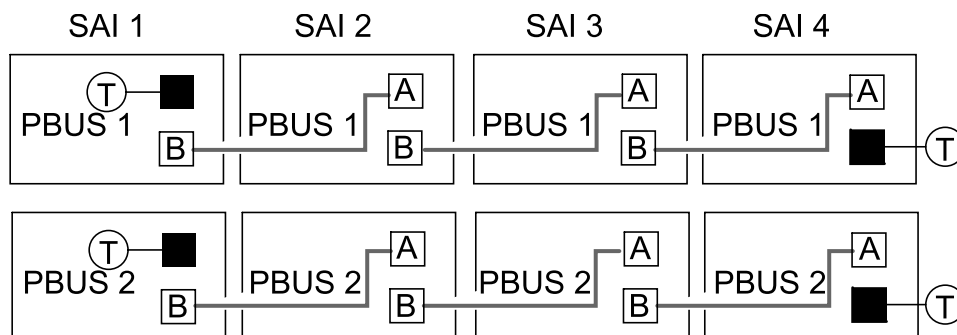 SAI 1 SAI 2 SAI 3 SAI 4
T A A A
PBUS 1 PBUS 1 PBUS 1 PBUS 1
B B B T
T A A A
PBUS 2 PBUS 2 PBUS 2 PBUS 2
B B B T